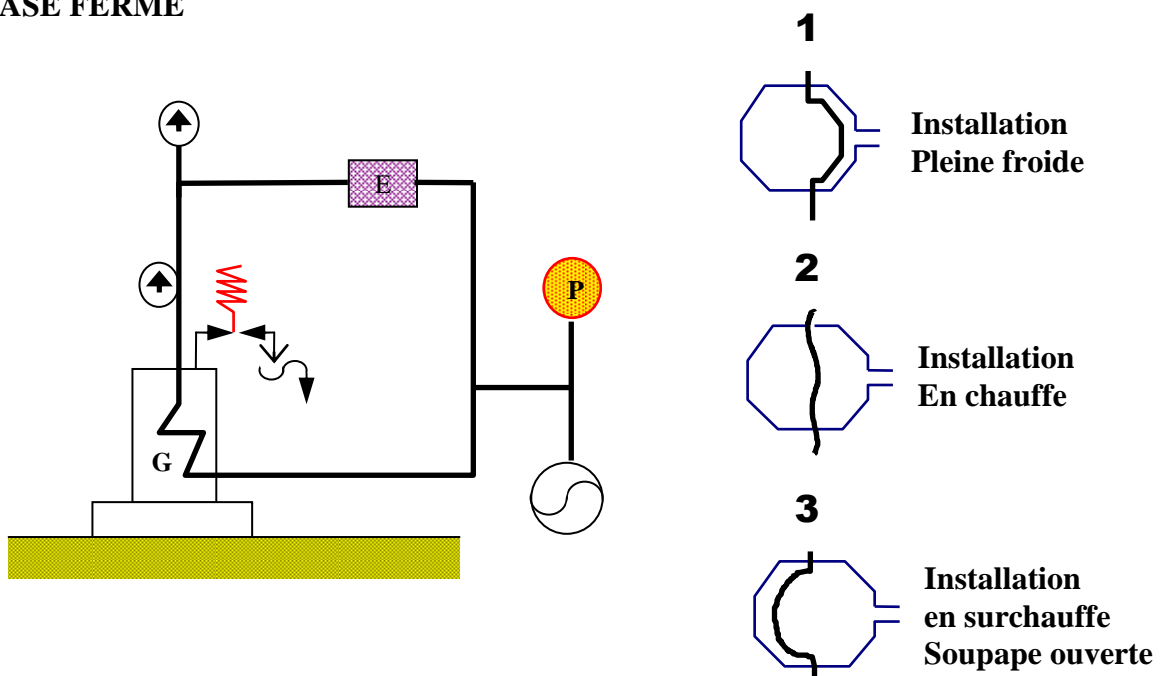 ASE FERME
E
P
G
1
Installation
Pleine froide
2
Installation
En chauffe
3
Installation
en surchauffe
Soupape ouverte